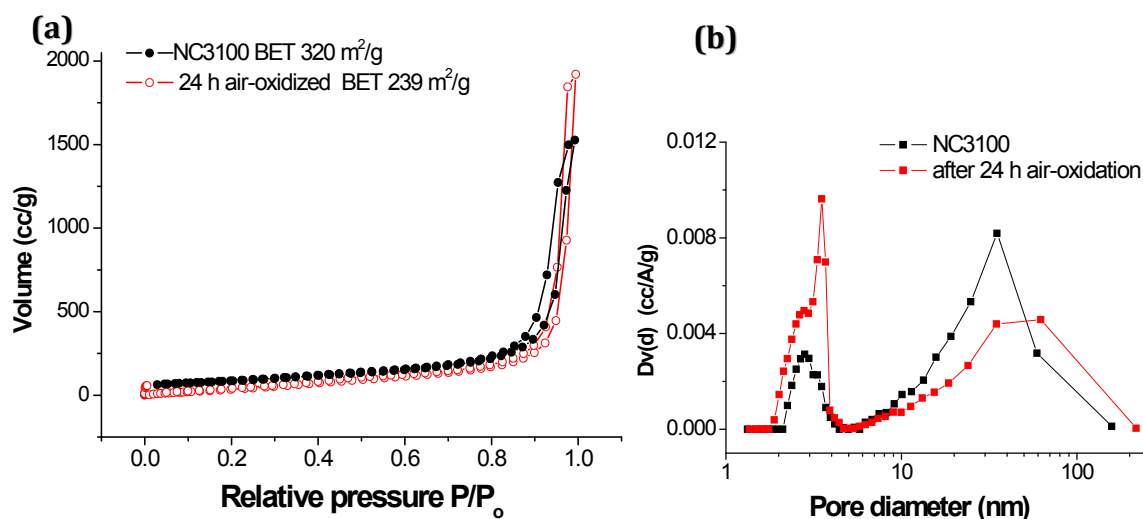 (a)
NC3100 BET 320 m²/g
24 h air-oxidized BET 239 m²/g
2000
1500
1000
500
0
Volume (cc/g)
0.0 0.2 0.4 0.6 0.8 1.0
Relative pressure P/Pₒ
(b)
NC3100
after 24 h air-oxidation
0.012
0.008
0.004
0.000
Dv(d) (cc/A/g)
1 10 100
Pore diameter (nm)